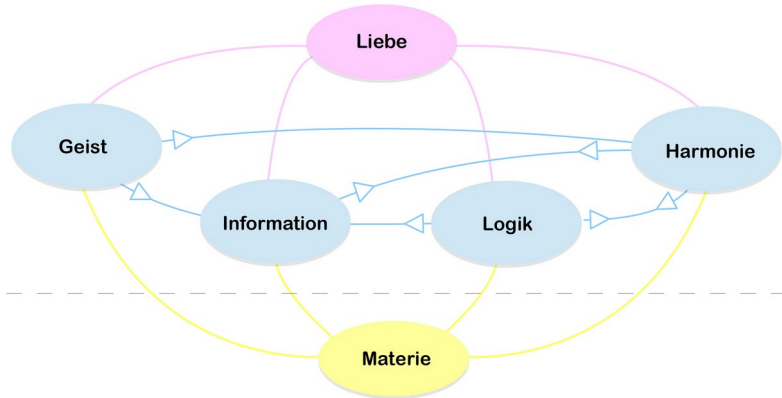 Liebe
Geist
Harmonie
Information
Logik
Materie